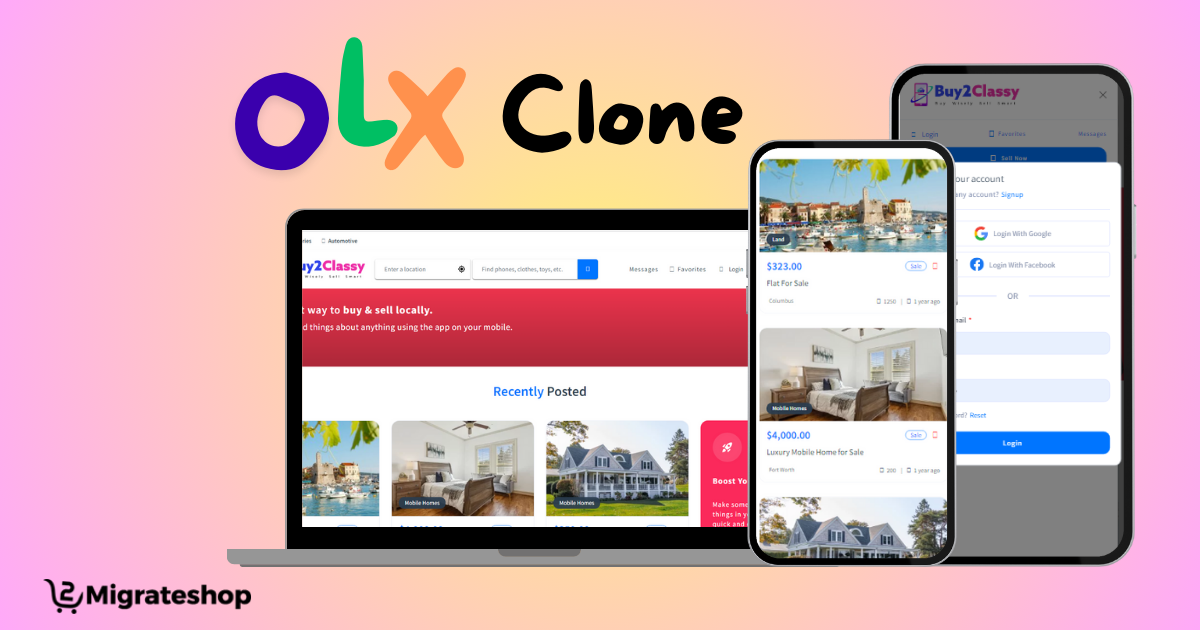 OLX Clone
ries Automotive
uy2Classy
Buy Wisely Sell Smart
Enter a location
Find phones, clothes, toys, etc.
Messages
Favorites
Login
t way to buy & sell locally.
d things about anything using the app on your mobile.
Recently Posted
Mobile Homes
Mobile Homes
Boost Yo
Make some
things in y
quick and
Land
$323.00
Sale
Flat For Sale
Columbus
1250 | 1 year ago
Mobile Homes
$4,000.00
Sale
Luxury Mobile Home for Sale
Fort Worth
200 | 1 year ago
Buy2Classy
Buy Wisely Sell Smart
Login
Favorites
Messages
Sell Now
our account
any account? Signup
Login With Google
Login With Facebook
OR
mail *
rd? Reset
Login
Migrateshop